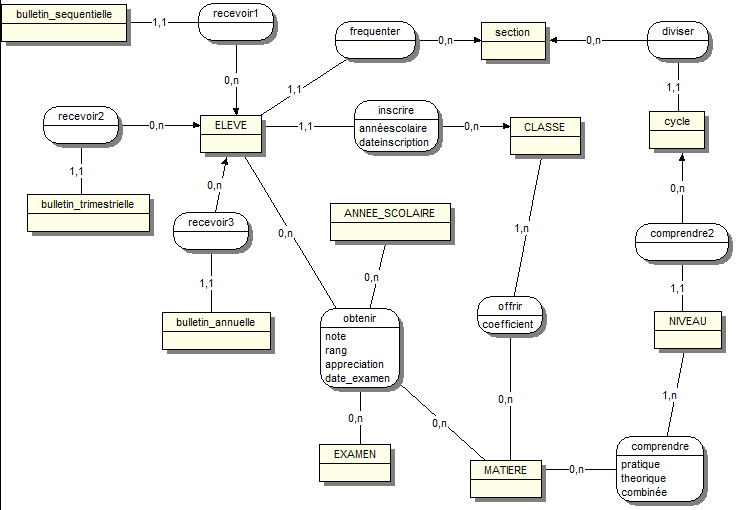 bulletin_sequentielle
1,1
recevoir1
0,n
frequenter
1,1
0,n
section
0,n
diviser
1,1
cycle
recevoir2
0,n
ELEVE
1,1
inscrire
annéescolaire
dateinscription
0,n
CLASSE
1,1
bulletin_trimestrielle
0,n
recevoir3
1,1
bulletin_annuelle
0,n
ANNEE_SCOLAIRE
0,n
1,n
0,n
comprendre2
1,1
NIVEAU
obtenir
note
rang
appreciation
date_examen
offrir
coefficient
0,n
0,n
0,n
1,n
EXAMEN
MATIERE
0,n
comprendre
pratique
theorique
combinée